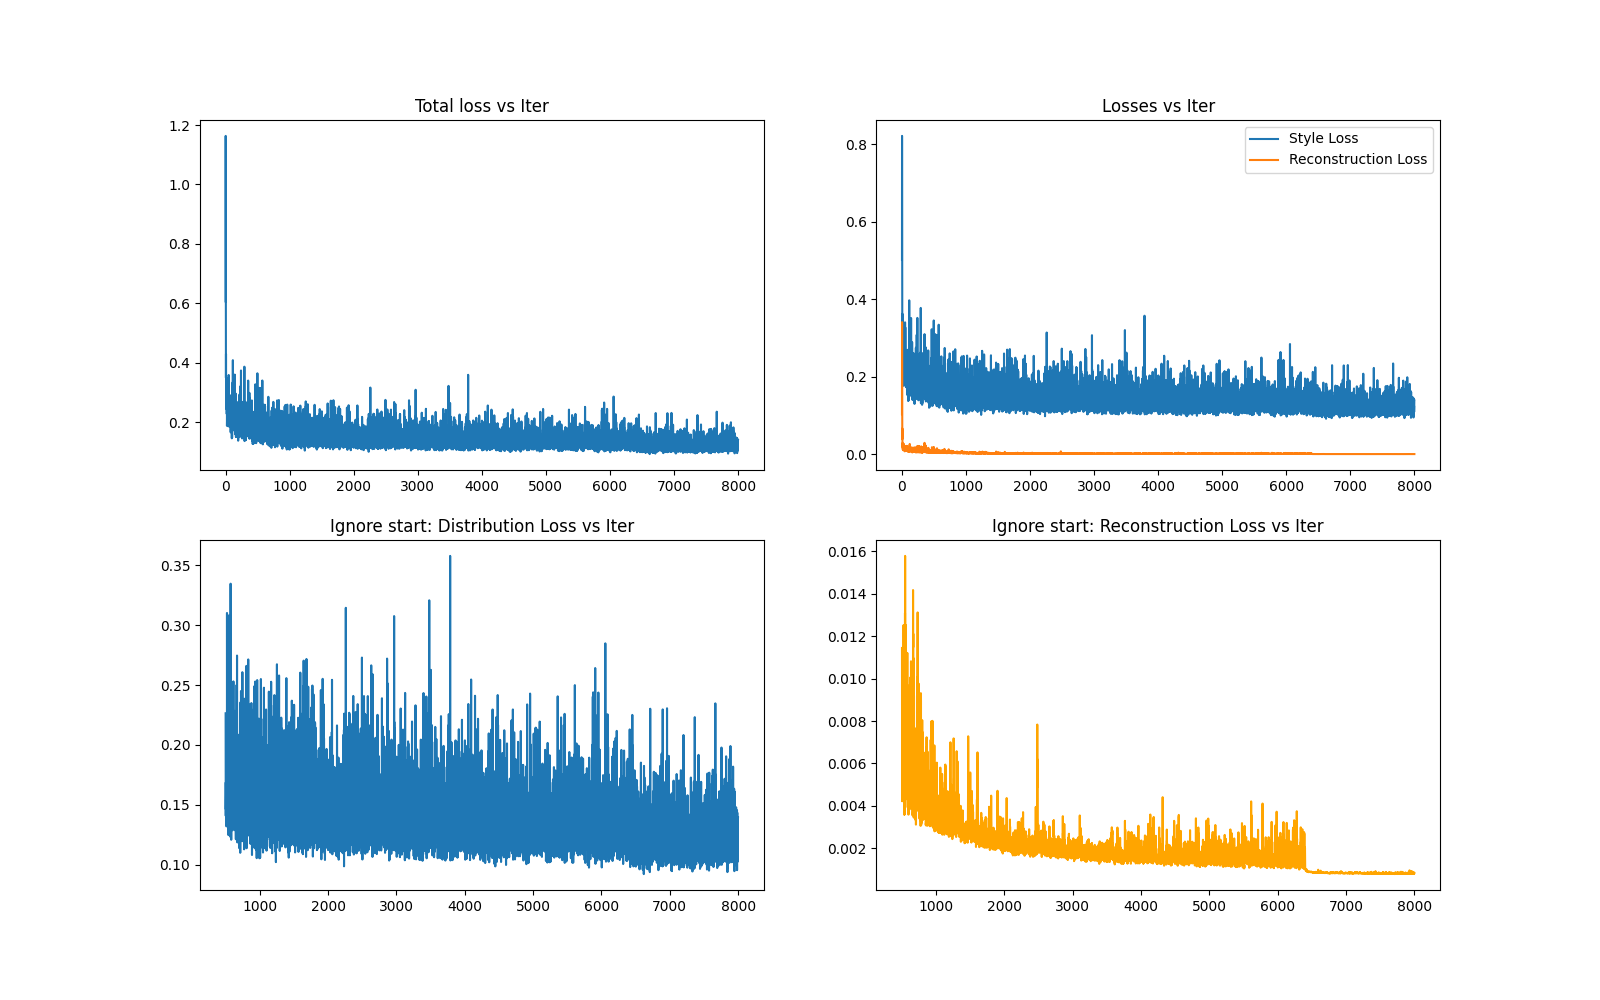 Total loss vs Iter
1.2
1.0
0.8
0.6
0.4
0.2
0 1000 2000 3000 4000 5000 6000 7000 8000
Losses vs Iter
Style Loss
Reconstruction Loss
0.8
0.6
0.4
0.2
0.0
0 1000 2000 3000 4000 5000 6000 7000 8000
Ignore start: Distribution Loss vs Iter
0.35
0.30
0.25
0.20
0.15
0.10
1000 2000 3000 4000 5000 6000 7000 8000
Ignore start: Reconstruction Loss vs Iter
0.016
0.014
0.012
0.010
0.008
0.006
0.004
0.002
1000 2000 3000 4000 5000 6000 7000 8000